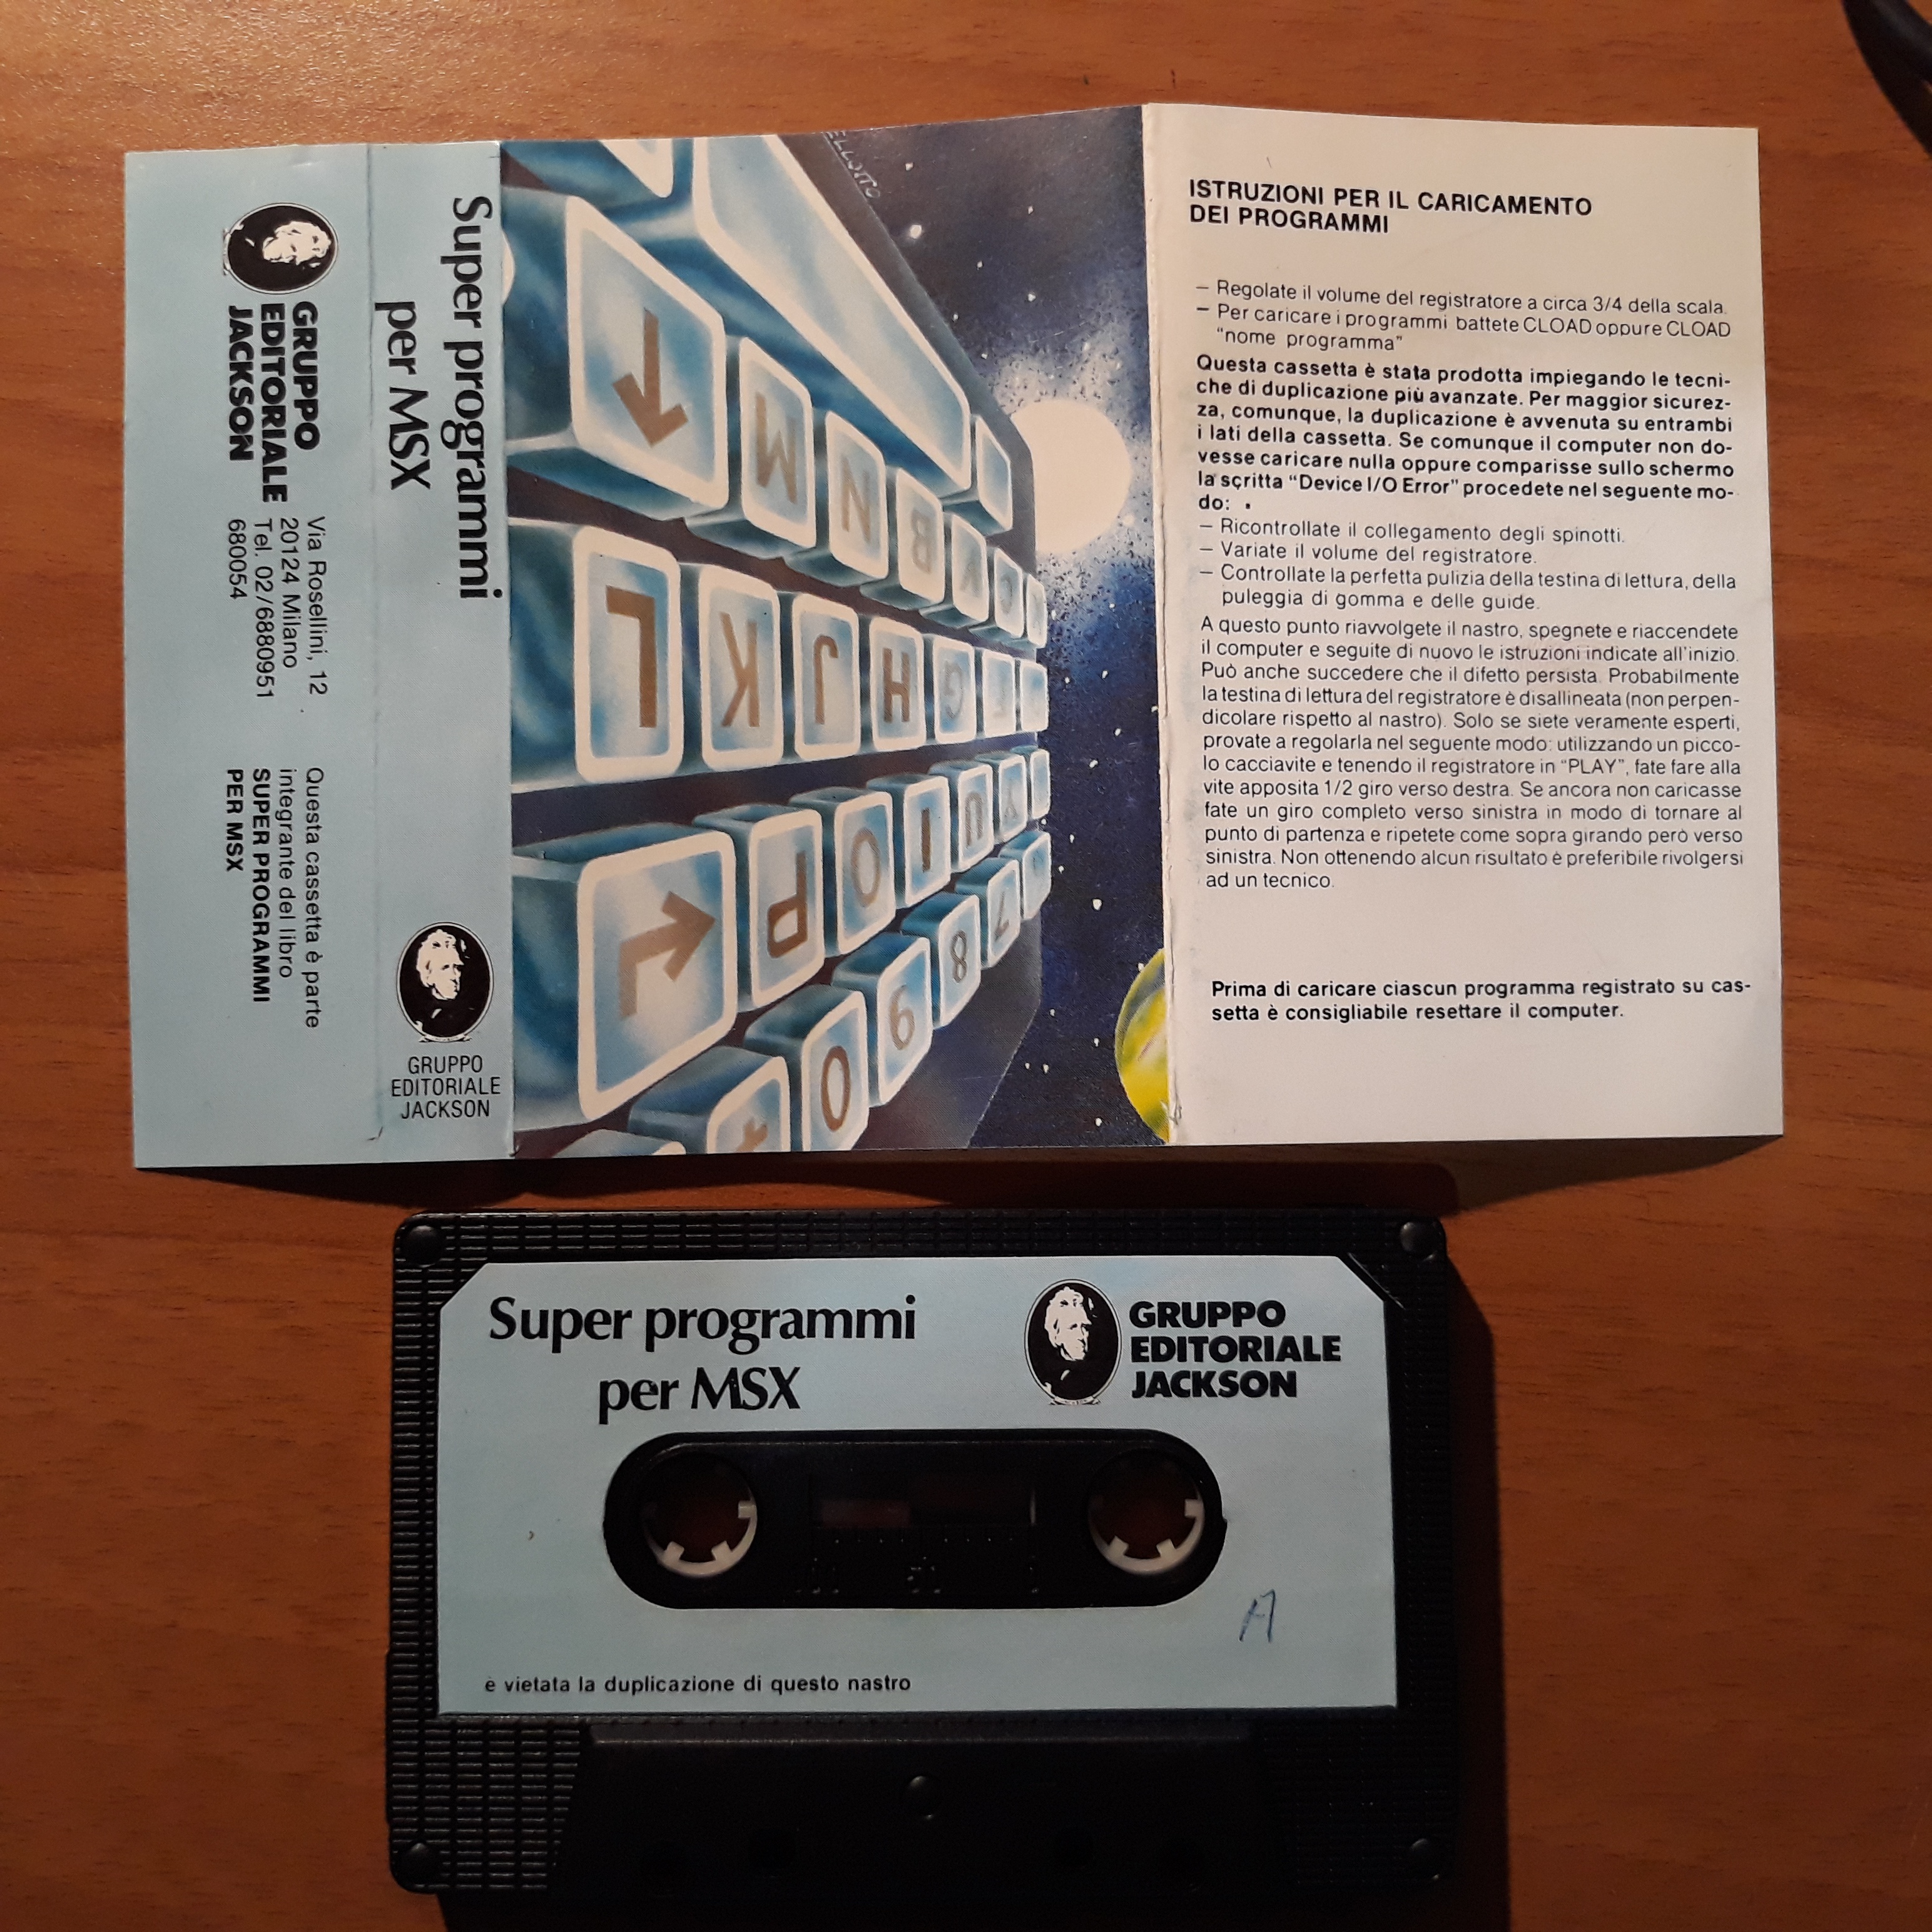 GRUPPO
EDITORIALE
JACKSON
Via Rosellini, 12
20124 Milano
Tel. 02/6880951
680054
Questa cassetta è parte
integrante del libro
SUPER PROGRAMMI
PER MSX
Super programmi
per MSX
GRUPPO
EDITORIALE
JACKSON
M N B V C
L K J H G F
P O I U Y
0 9 8 7
ISTRUZIONI PER IL CARICAMENTO
DEI PROGRAMMI
– Regolate il volume del registratore a circa 3/4 della scala.
– Per caricare i programmi battete CLOAD oppure CLOAD
"nome programma"
Questa cassetta è stata prodotta impiegando le tecni-
che di duplicazione più avanzate. Per maggior sicurez-
za, comunque, la duplicazione è avvenuta su entrambi
i lati della cassetta. Se comunque il computer non do-
vesse caricare nulla oppure comparisse sullo schermo
la scritta "Device I/O Error" procedete nel seguente mo-
do:
– Ricontrollate il collegamento degli spinotti.
– Variate il volume del registratore.
– Controllate la perfetta pulizia della testina di lettura, della
puleggia di gomma e delle guide.
A questo punto riavvolgete il nastro, spegnete e riaccendete
il computer e seguite di nuovo le istruzioni indicate all'inizio.
Può anche succedere che il difetto persista. Probabilmente
la testina di lettura del registratore è disallineata (non perpen-
dicolare rispetto al nastro). Solo se siete veramente esperti,
provate a regolarla nel seguente modo: utilizzando un picco-
lo cacciavite e tenendo il registratore in "PLAY", fate fare alla
vite apposita 1/2 giro verso destra. Se ancora non caricasse
fate un giro completo verso sinistra in modo di tornare al
punto di partenza e ripetete come sopra girando però verso
sinistra. Non ottenendo alcun risultato è preferibile rivolgersi
ad un tecnico.
Prima di caricare ciascun programma registrato su cas-
setta è consigliabile resettare il computer.
Super programmi
per MSX
GRUPPO
EDITORIALE
JACKSON
A
è vietata la duplicazione di questo nastro